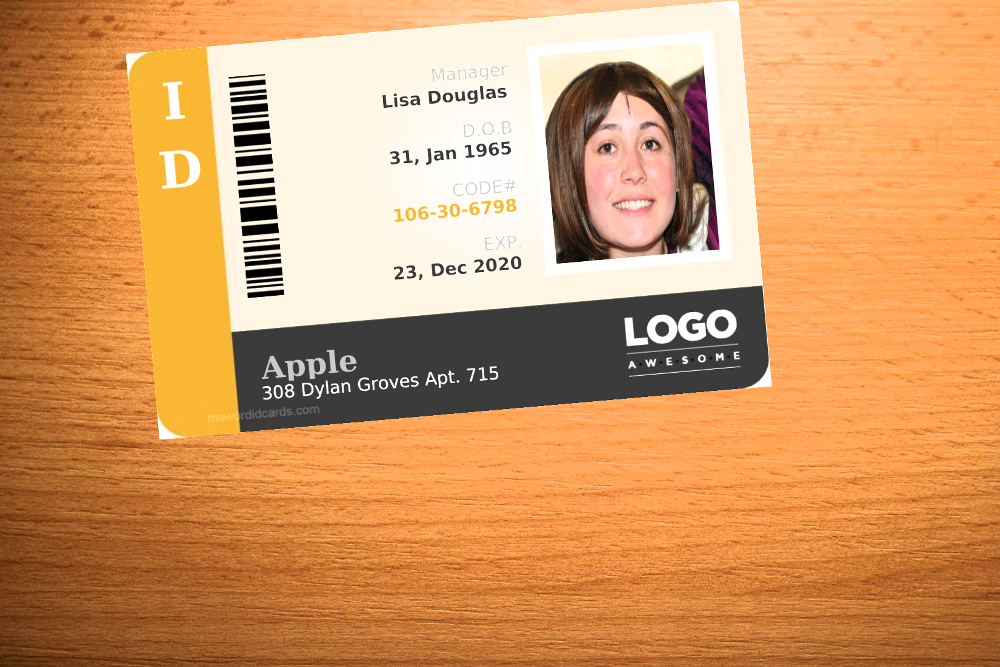 I
D
Manager
Lisa Douglas
D.O.B
31, Jan 1965
CODE#
106-30-6798
EXP.
23, Dec 2020
Apple
308 Dylan Groves Apt. 715
mswordidcards.com
LOGO
A•W•E•S•O•M•E